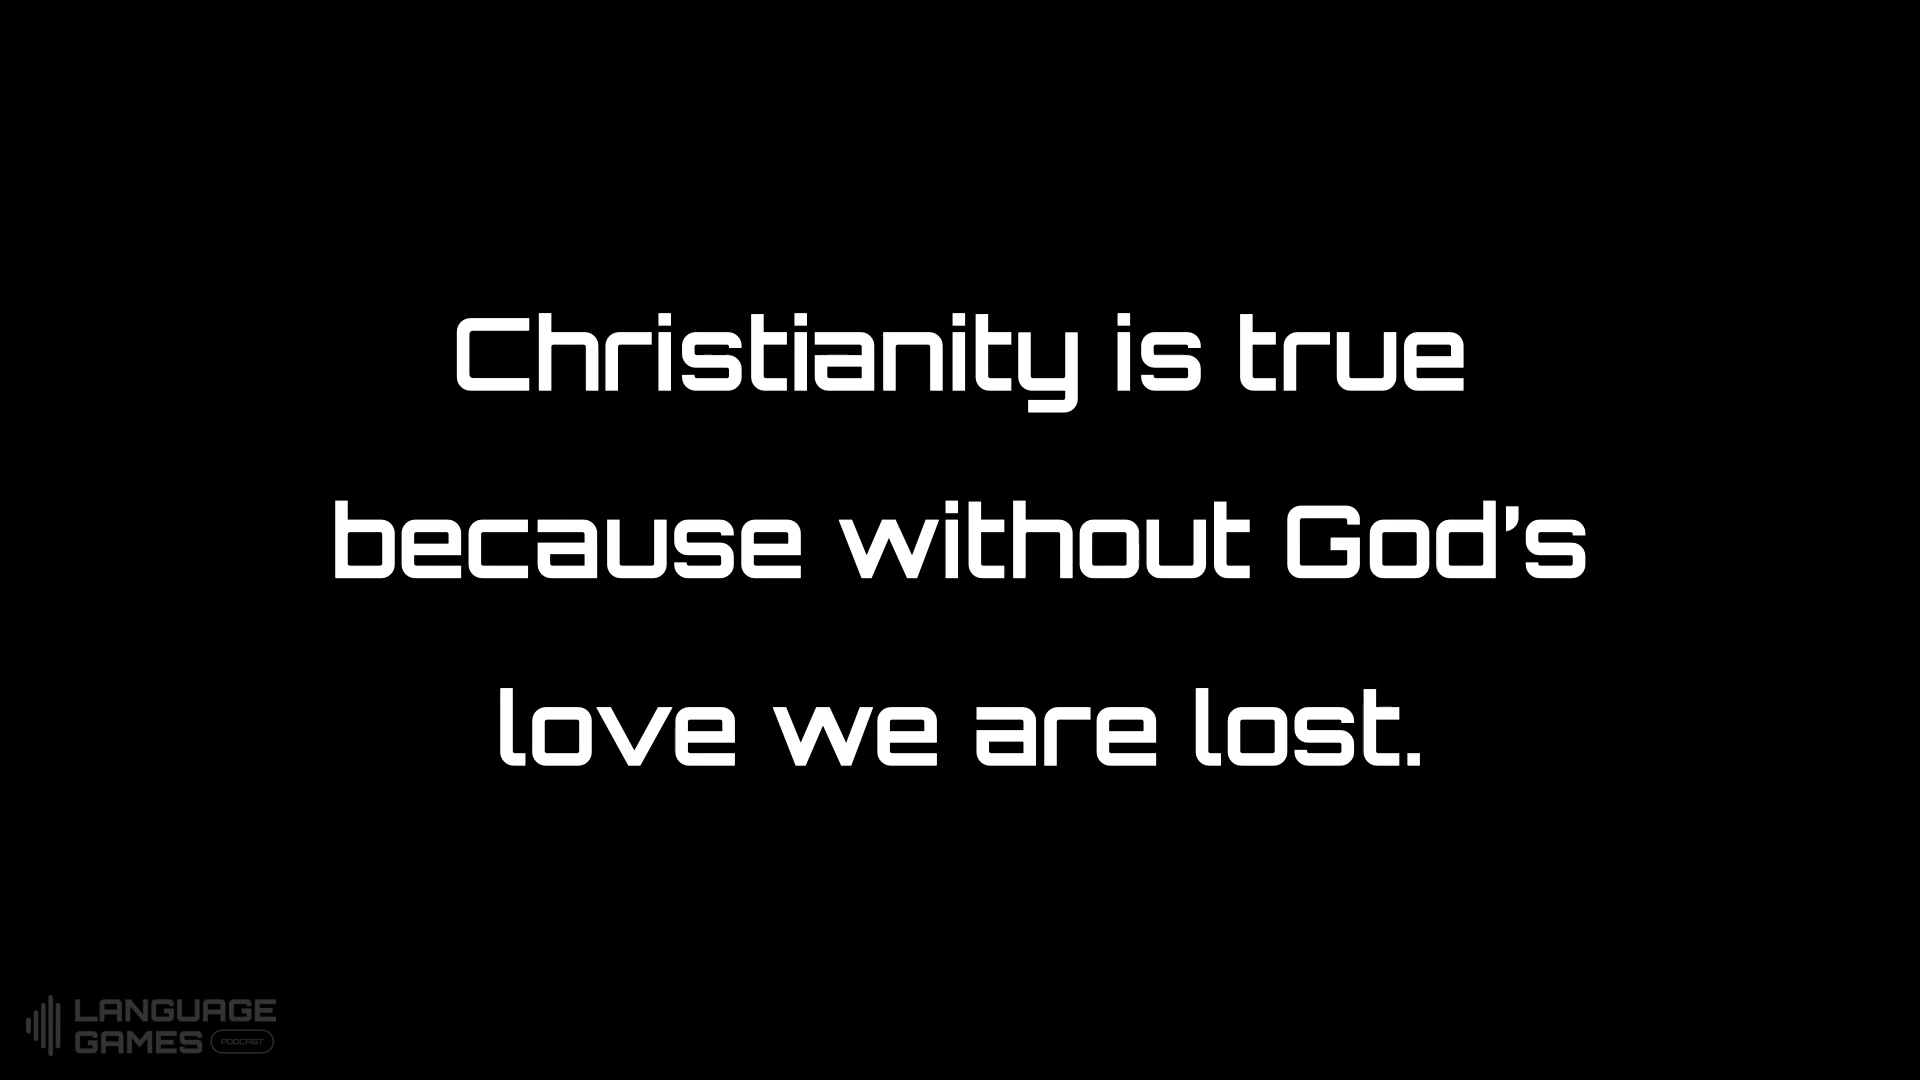 Christianity is true
because without God's
love we are lost.
LANGUAGE
GAMES PODCAST